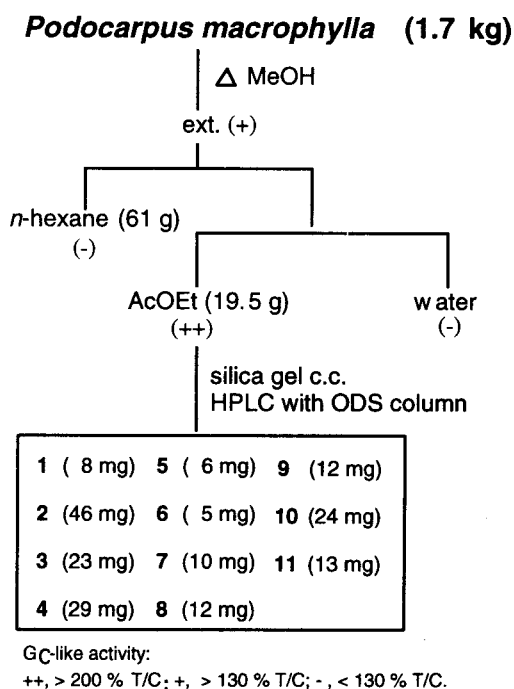 Podocarpus macrophylla (1.7 kg)
Δ MeOH
ext. (+)
n-hexane (61 g)
(-)
AcOEt (19.5 g)
(++)
water
(-)
silica gel c.c.
HPLC with ODS column
1 ( 8 mg) 5 ( 6 mg) 9 (12 mg)
2 (46 mg) 6 ( 5 mg) 10 (24 mg)
3 (23 mg) 7 (10 mg) 11 (13 mg)
4 (29 mg) 8 (12 mg)
GC-like activity:
++, > 200 % T/C; +, > 130 % T/C; - , < 130 % T/C.